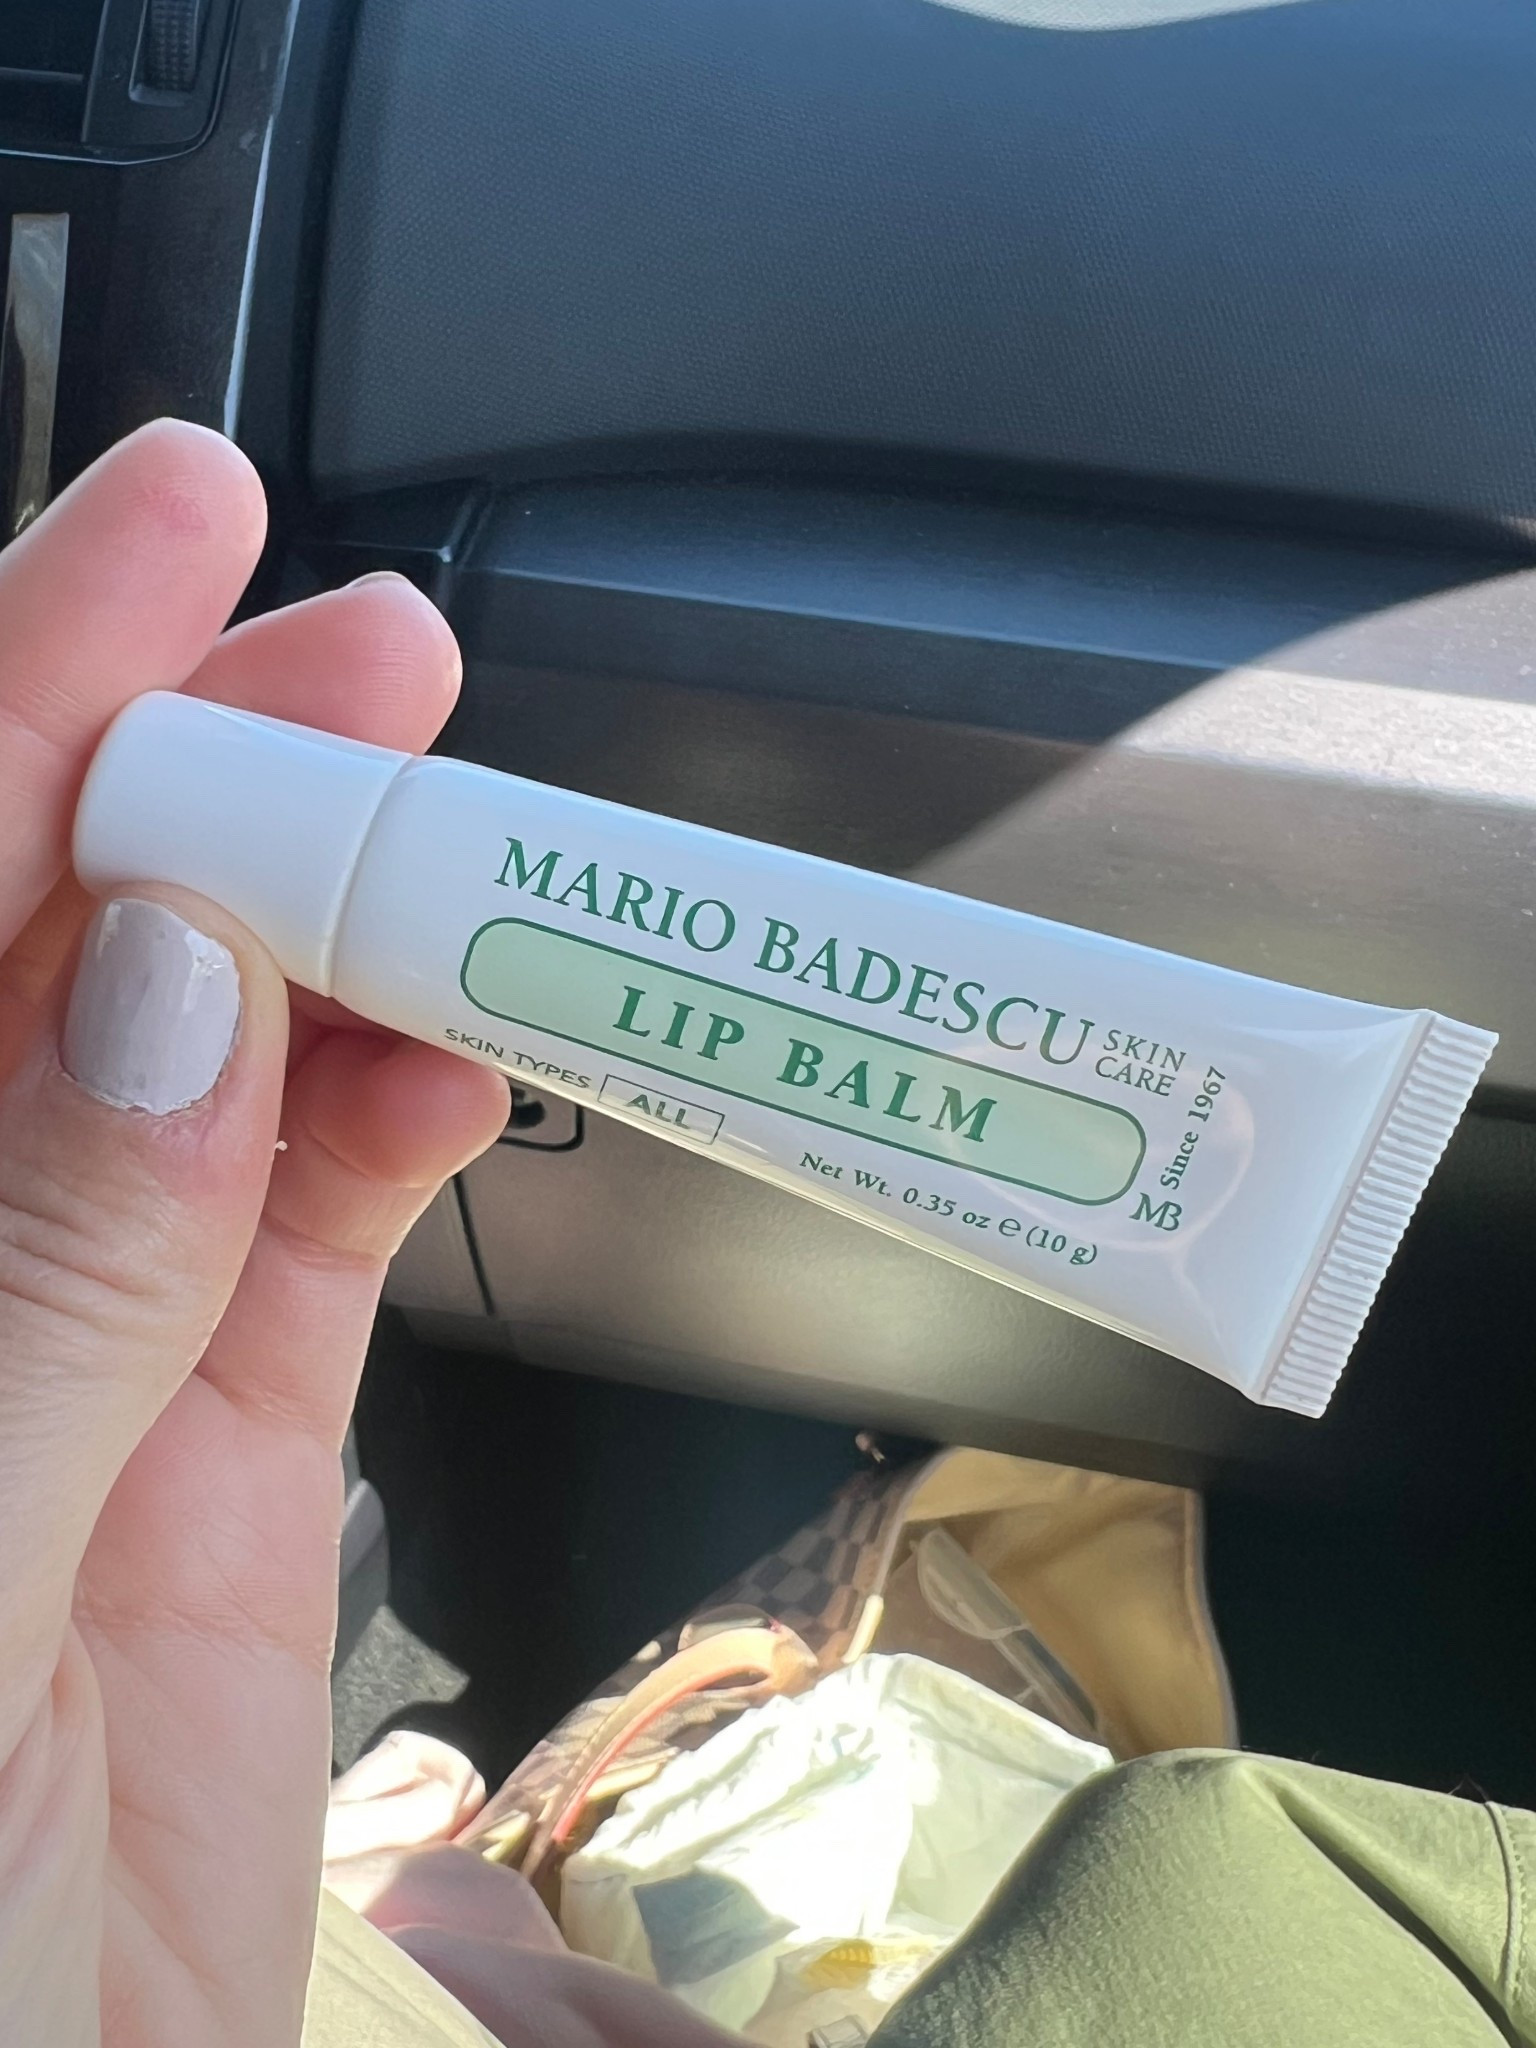 MARIO BADESCU SKIN CARE
LIP BALM
SKIN TYPES ALL
Net Wt. 0.35 oz ℮ (10 g)
MB Since 1967